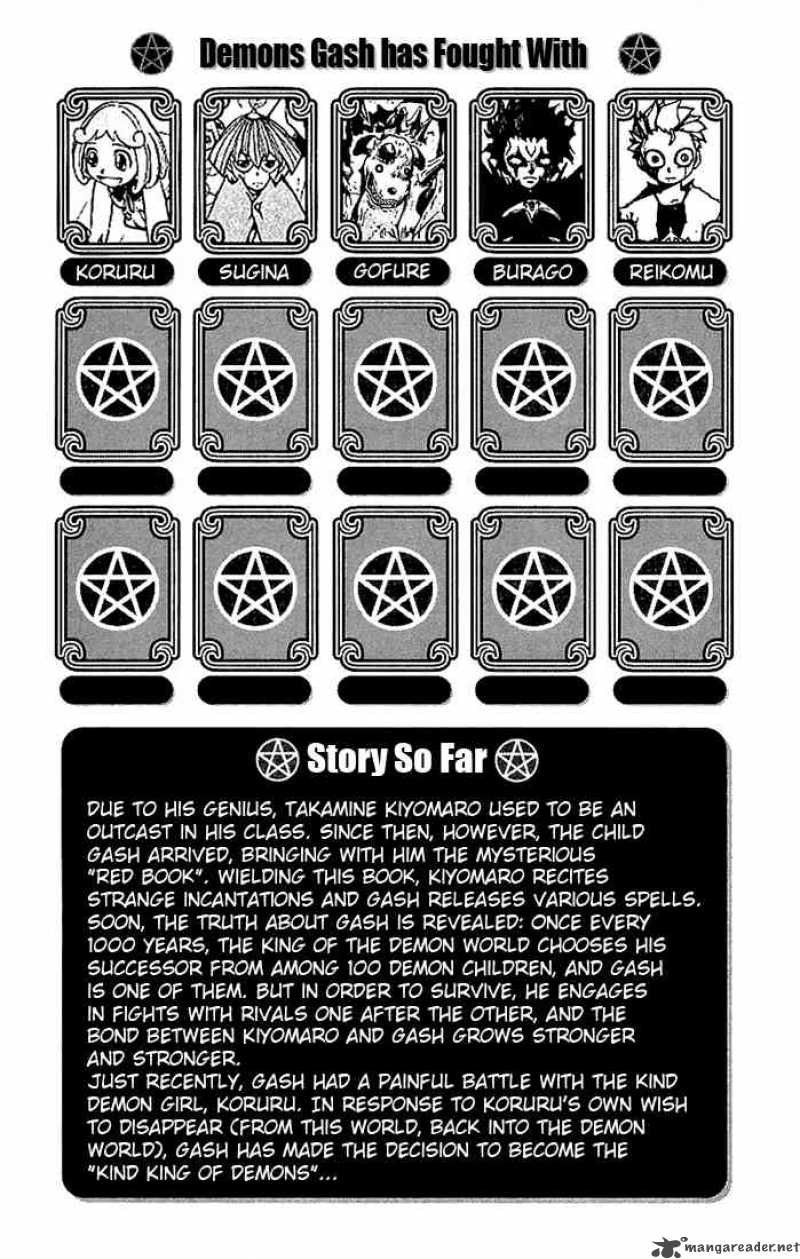 Demons Gash has Fought With
KORURU SUGINA GOFURE BURAGO REIKOMU
Story So Far
DUE TO HIS GENIUS, TAKAMINE KIYOMARO USED TO BE AN
OUTCAST IN HIS CLASS. SINCE THEN, HOWEVER, THE CHILD
GASH ARRIVED, BRINGING WITH HIM THE MYSTERIOUS
"RED BOOK". WIELDING THIS BOOK, KIYOMARO RECITES
STRANGE INCANTATIONS AND GASH RELEASES VARIOUS SPELLS.
SOON, THE TRUTH ABOUT GASH IS REVEALED: ONCE EVERY
1000 YEARS, THE KING OF THE DEMON WORLD CHOOSES HIS
SUCCESSOR FROM AMONG 100 DEMON CHILDREN, AND GASH
IS ONE OF THEM. BUT IN ORDER TO SURVIVE, HE ENGAGES
IN FIGHTS WITH RIVALS ONE AFTER THE OTHER, AND THE
BOND BETWEEN KIYOMARO AND GASH GROWS STRONGER
AND STRONGER.
JUST RECENTLY, GASH HAD A PAINFUL BATTLE WITH THE KIND
DEMON GIRL, KORURU. IN RESPONSE TO KORURU'S OWN WISH
TO DISAPPEAR (FROM THIS WORLD, BACK INTO THE DEMON
WORLD), GASH HAS MADE THE DECISION TO BECOME THE
"KIND KING OF DEMONS"...
mangareader.net